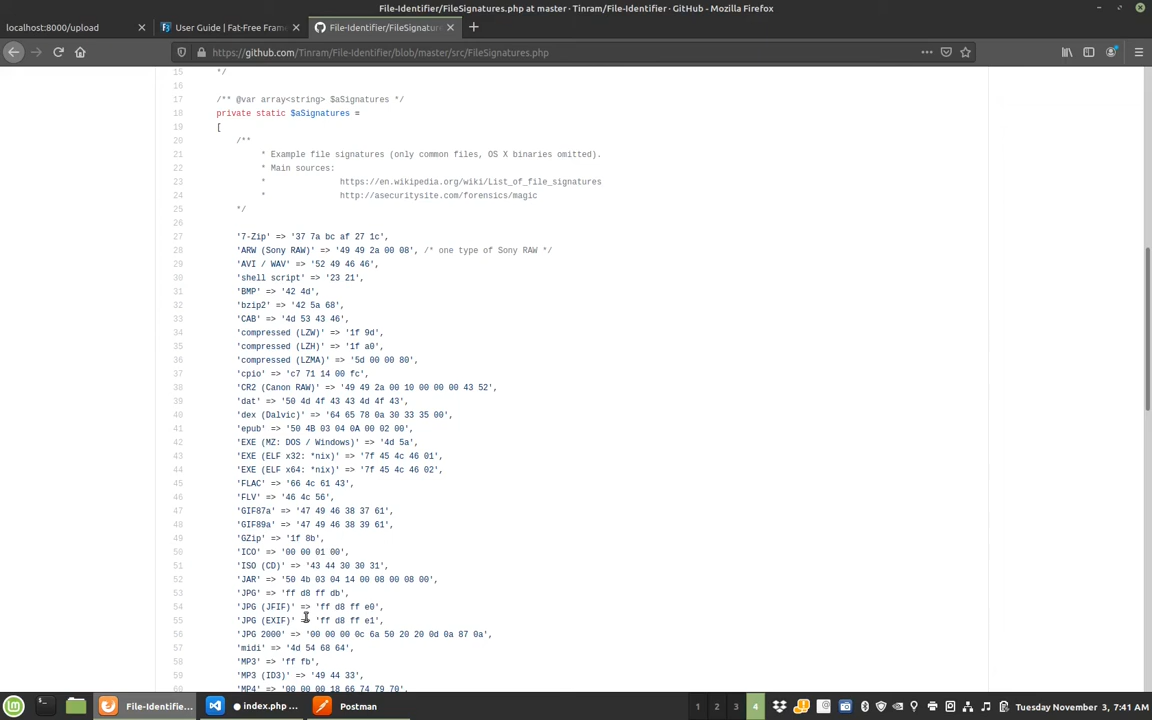 File-Identifier/FileSignatures.php at master · Tinram/File-Identifier · GitHub - Mozilla Firefox
localhost:8000/upload
User Guide | Fat-Free Fram
File-Identifier/FileSignature
https://github.com/Tinram/File-Identifier/blob/master/src/FileSignatures.php
15 */
16
17 /** @var array<string> $aSignatures */
18 private static $aSignatures =
19 [
20 /**
21 * Example file signatures (only common files, OS X binaries omitted).
22 * Main sources:
23 * https://en.wikipedia.org/wiki/List_of_file_signatures
24 * http://asecuritysite.com/forensics/magic
25 */
26
27 '7-Zip' => '37 7a bc af 27 1c',
28 'ARW (Sony RAW)' => '49 49 2a 00 08', /* one type of Sony RAW */
29 'AVI / WAV' => '52 49 46 46',
30 'shell script' => '23 21',
31 'BMP' => '42 4d',
32 'bzip2' => '42 5a 68',
33 'CAB' => '4d 53 43 46',
34 'compressed (LZW)' => '1f 9d',
35 'compressed (LZH)' => '1f a0',
36 'compressed (LZMA)' => '5d 00 00 80',
37 'cpio' => 'c7 71 14 00 fc',
38 'CR2 (Canon RAW)' => '49 49 2a 00 10 00 00 00 43 52',
39 'dat' => '50 4d 4f 43 43 4d 4f 43',
40 'dex (Dalvic)' => '64 65 78 0a 30 33 35 00',
41 'epub' => '50 4B 03 04 0A 00 02 00',
42 'EXE (MZ: DOS / Windows)' => '4d 5a',
43 'EXE (ELF x32: *nix)' => '7f 45 4c 46 01',
44 'EXE (ELF x64: *nix)' => '7f 45 4c 46 02',
45 'FLAC' => '66 4c 61 43',
46 'FLV' => '46 4c 56',
47 'GIF87a' => '47 49 46 38 37 61',
48 'GIF89a' => '47 49 46 38 39 61',
49 'GZip' => '1f 8b',
50 'ICO' => '00 00 01 00',
51 'ISO (CD)' => '43 44 30 30 31',
52 'JAR' => '50 4b 03 04 14 00 08 00 08 00',
53 'JPG' => 'ff d8 ff db',
54 'JPG (JFIF)' => 'ff d8 ff e0',
55 'JPG (EXIF)' => 'ff d8 ff e1',
56 'JPG 2000' => '00 00 00 0c 6a 50 20 20 0d 0a 87 0a',
57 'midi' => '4d 54 68 64',
58 'MP3' => 'ff fb',
59 'MP3 (ID3)' => '49 44 33',
60 'MP4' => '00 00 00 18 66 74 79 70',
File-Identifie...
● index.php ...
Postman
1 2 3 4
Tuesday November 3, 7:41 AM